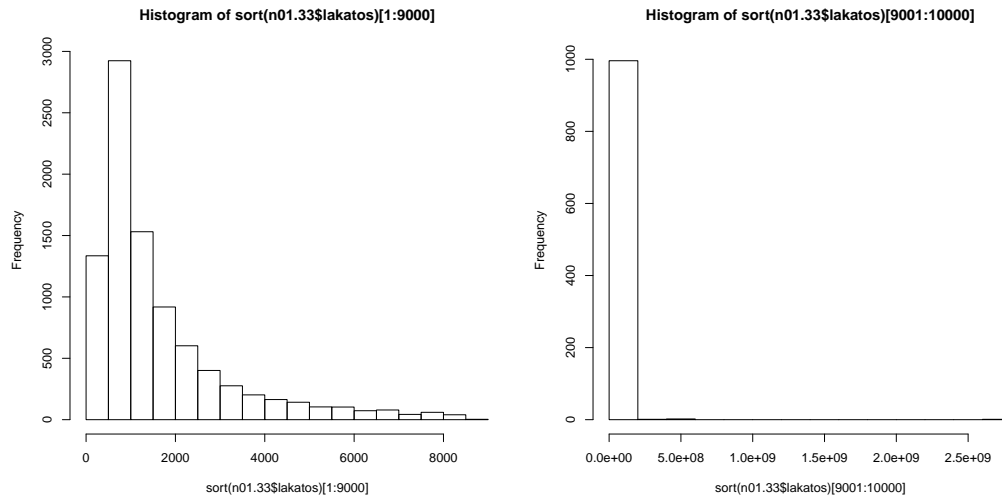 Histogram of sort(n01.33$lakatos)[1:9000]
Frequency
3000
2500
2000
1500
1000
500
0
0 2000 4000 6000 8000
sort(n01.33$lakatos)[1:9000]
Histogram of sort(n01.33$lakatos)[9001:10000]
Frequency
1000
800
600
400
200
0
0.0e+00 5.0e+08 1.0e+09 1.5e+09 2.0e+09 2.5e+09
sort(n01.33$lakatos)[9001:10000]